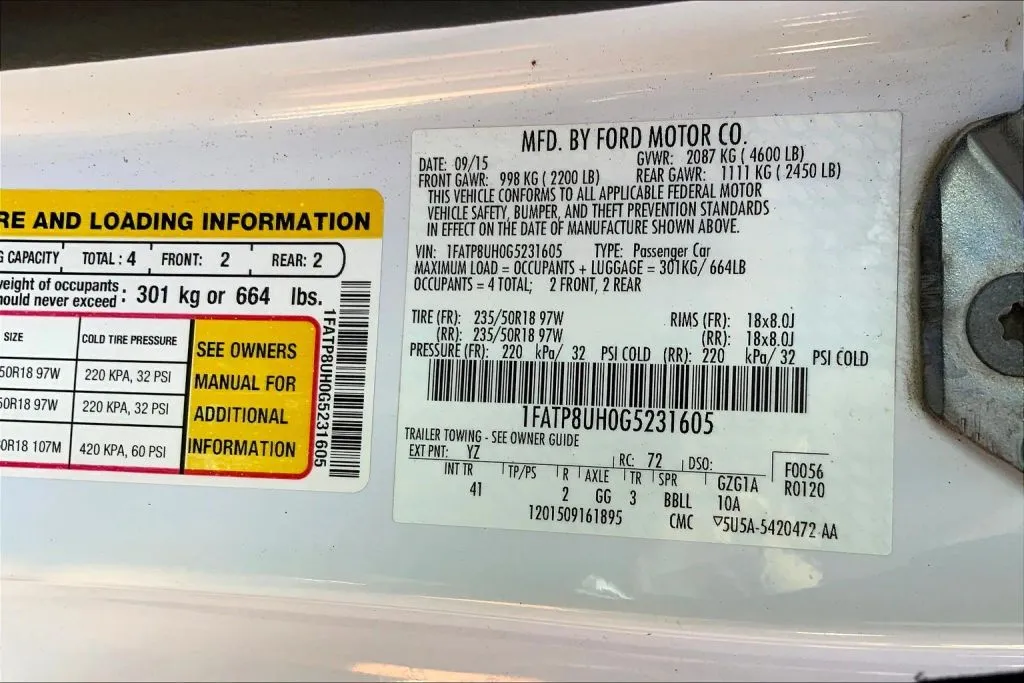 RE AND LOADING INFORMATION
G CAPACITY TOTAL : 4 FRONT: 2 REAR: 2
eight of occupants
hould never exceed : 301 kg or 664 lbs.
SIZE COLD TIRE PRESSURE
50R18 97W 220 KPA, 32 PSI
50R18 97W 220 KPA, 32 PSI
0R18 107M 420 KPA, 60 PSI
SEE OWNERS
MANUAL FOR
ADDITIONAL
INFORMATION
1FATP8UH0G5231605
MFD. BY FORD MOTOR CO.
DATE: 09/15 GVWR: 2087 KG ( 4600 LB)
FRONT GAWR: 998 KG ( 2200 LB) REAR GAWR: 1111 KG ( 2450 LB)
THIS VEHICLE CONFORMS TO ALL APPLICABLE FEDERAL MOTOR
VEHICLE SAFETY, BUMPER, AND THEFT PREVENTION STANDARDS
IN EFFECT ON THE DATE OF MANUFACTURE SHOWN ABOVE.
VIN: 1FATP8UH0G5231605 TYPE: Passenger Car
MAXIMUM LOAD = OCCUPANTS + LUGGAGE = 301KG/ 664LB
OCCUPANTS = 4 TOTAL; 2 FRONT, 2 REAR
TIRE (FR): 235/50R18 97W RIMS (FR): 18x8.0J
(RR): 235/50R18 97W (RR): 18x8.0J
PRESSURE (FR): 220 kPa/ 32 PSI COLD (RR): 220 kPa/ 32 PSI COLD
1FATP8UH0G5231605
TRAILER TOWING - SEE OWNER GUIDE
EXT PNT: YZ RC: 72 DSO: F0056
INT TR TP/PS R AXLE TR SPR GZG1A R0120
41 2 GG 3 BBLL 10A
1201509161895 CMC ▽5U5A-5420472 AA